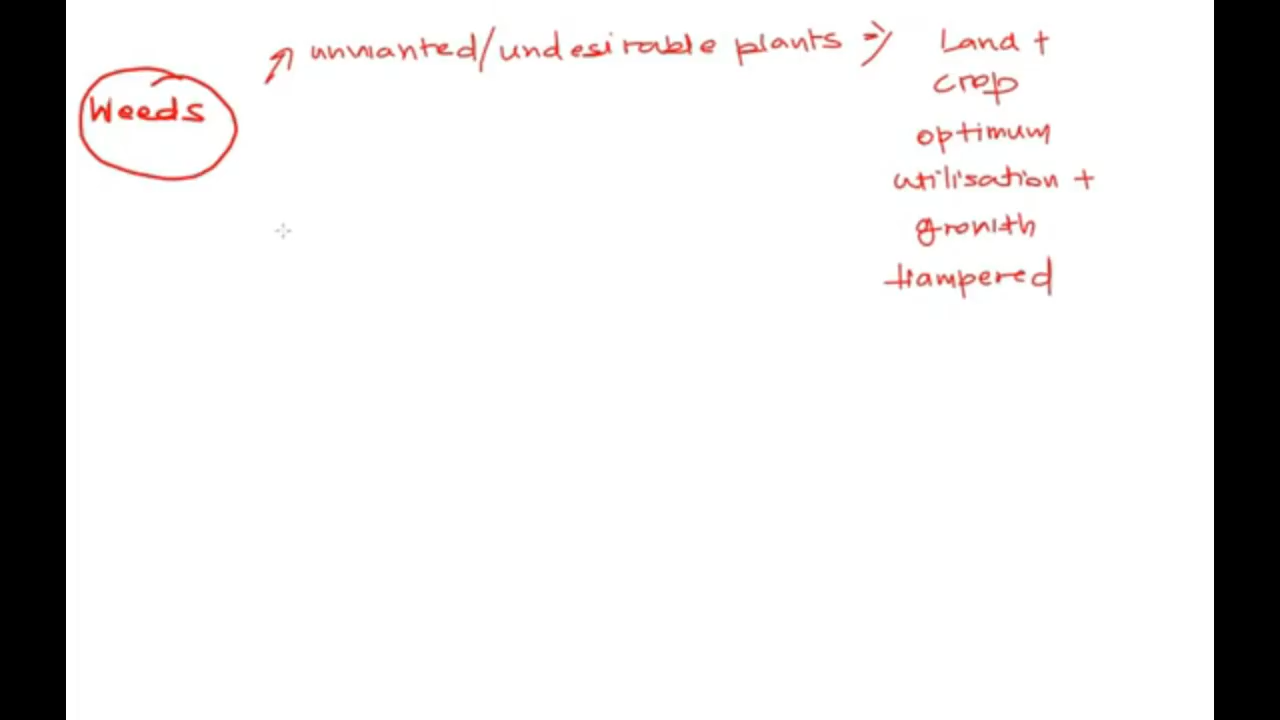 Weeds
unwanted/undesirable plants ⇒ Land +
crop
optimum
utilisation +
growth
hampered